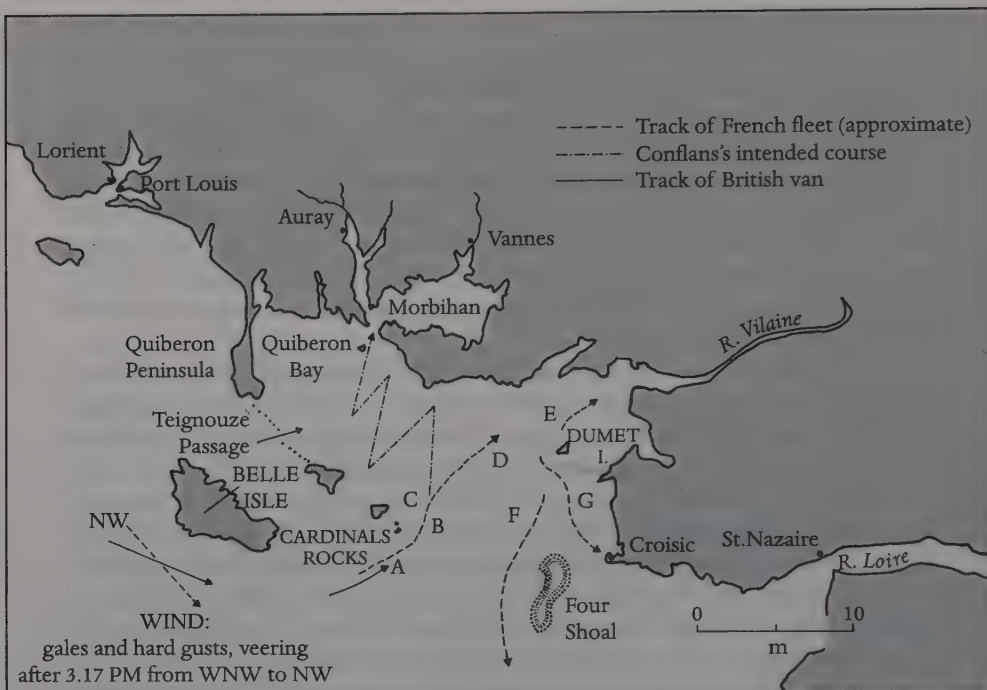 Track of French fleet (approximate)
Conflans's intended course
Track of British van
Lorient
Port Louis
Auray
Vannes
Morbihan
R. Vilaine
Quiberon
Peninsula
Quiberon
Bay
Teignouze
Passage
E
DUMET
I.
D
BELLE
ISLE
C
B
F
G
NW
CARDINALS
ROCKS
A
Croisic
St.Nazaire
R. Loire
Four
Shoal
0 10
m
WIND:
gales and hard gusts, veering
after 3.17 PM from WNW to NW